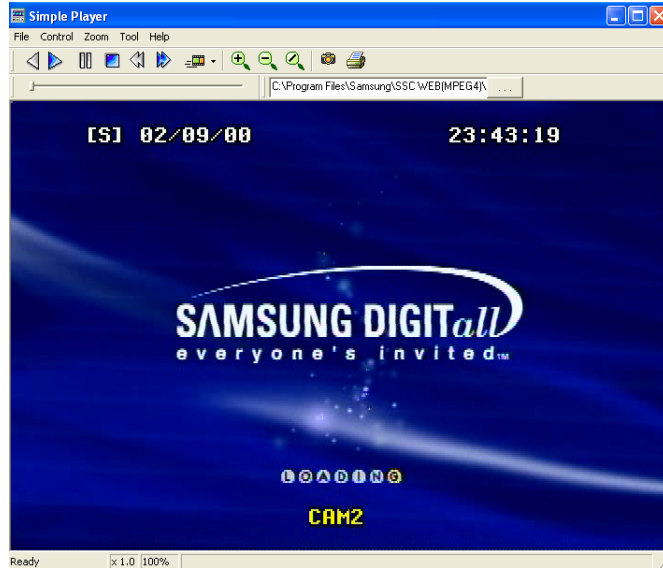 Simple Player
File Control Zoom Tool Help
C:\Program Files\Samsung\SSC WEB(MPEG4)\ ...
[S] 02/09/00 23:43:19
SAMSUNG DIGITall
everyone's invited™
LOADING
CAM2
Ready x 1.0 100%